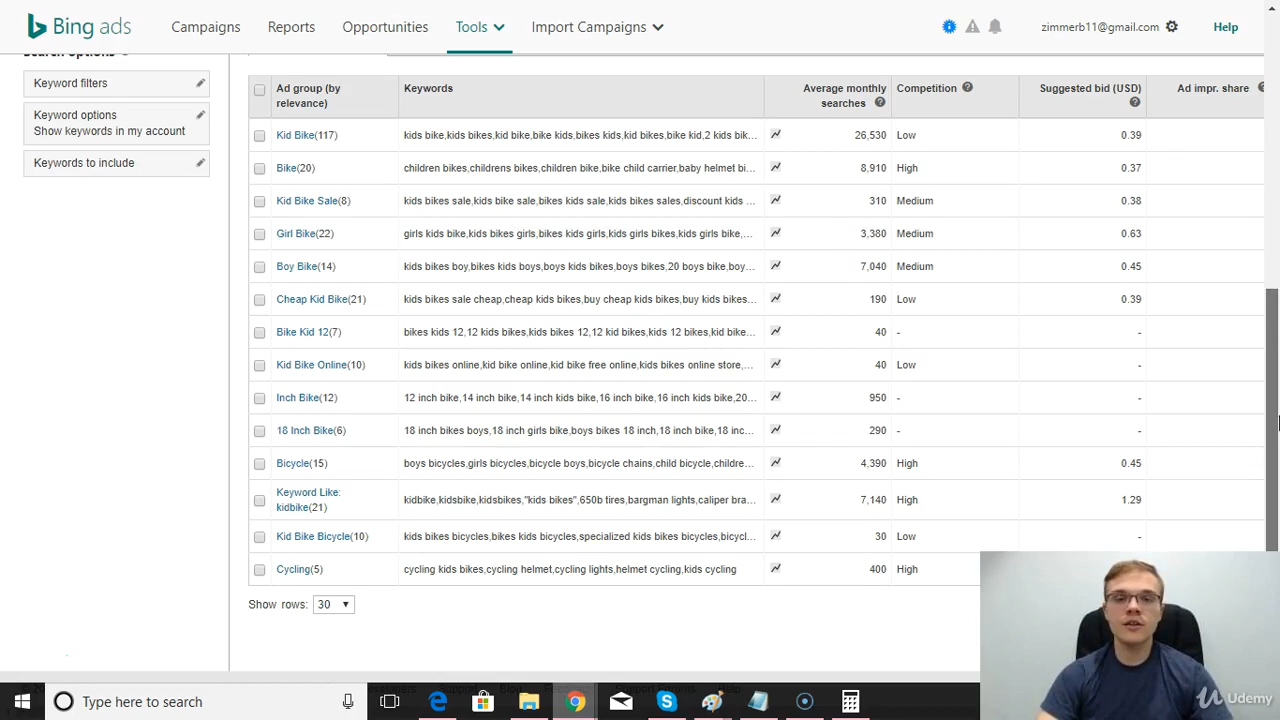 Bing ads
Campaigns
Reports
Opportunities
Tools
Import Campaigns
zimmerb11@gmail.com
Help
Keyword filters
Keyword options
Show keywords in my account
Keywords to include
Ad group (by relevance)
Keywords
Average monthly searches
Competition
Suggested bid (USD)
Ad impr. share
Kid Bike(117) kids bike,kids bikes,kid bike,bike kids,bikes kids,kid bikes,bike kid,2 kids bik... 26,530 Low 0.39
Bike(20) children bikes,childrens bikes,children bike,bike child carrier,baby helmet bi... 8,910 High 0.37
Kid Bike Sale(8) kids bikes sale,kids bike sale,bikes kids sale,kids bikes sales,discount kids ... 310 Medium 0.38
Girl Bike(22) girls kids bike,kids bikes girls,bikes kids girls,kids girls bikes,kids girls bike,... 3,380 Medium 0.63
Boy Bike(14) kids bikes boy,bikes kids boys,boys kids bikes,boys bikes,20 boys bike,boy... 7,040 Medium 0.45
Cheap Kid Bike(21) kids bikes sale cheap,cheap kids bikes,buy cheap kids bikes,buy kids bikes... 190 Low 0.39
Bike Kid 12(7) bikes kids 12,12 kids bikes,kids bikes 12,12 kid bikes,kids 12 bikes,kid bike... 40 - -
Kid Bike Online(10) kids bikes online,kid bike online,kid bike free online,kids bikes online store,... 40 Low -
Inch Bike(12) 12 inch bike,14 inch bike,14 inch kids bike,16 inch bike,16 inch kids bike,20... 950 - -
18 Inch Bike(6) 18 inch bikes boys,18 inch girls bike,boys bikes 18 inch,18 inch bike,18 inc... 290 - -
Bicycle(15) boys bicycles,girls bicycles,bicycle boys,bicycle chains,child bicycle,childre... 4,390 High 0.45
Keyword Like:
kidbike(21) kidbike,kidsbike,kidsbikes,"kids bikes",650b tires,bargman lights,caliper bra... 7,140 High 1.29
Kid Bike Bicycle(10) kids bikes bicycles,bikes kids bicycles,specialized kids bikes bicycles,bicycl... 30 Low -
Cycling(5) cycling kids bikes,cycling helmet,cycling lights,helmet cycling,kids cycling 400 High
Show rows: 30
Type here to search
Udemy